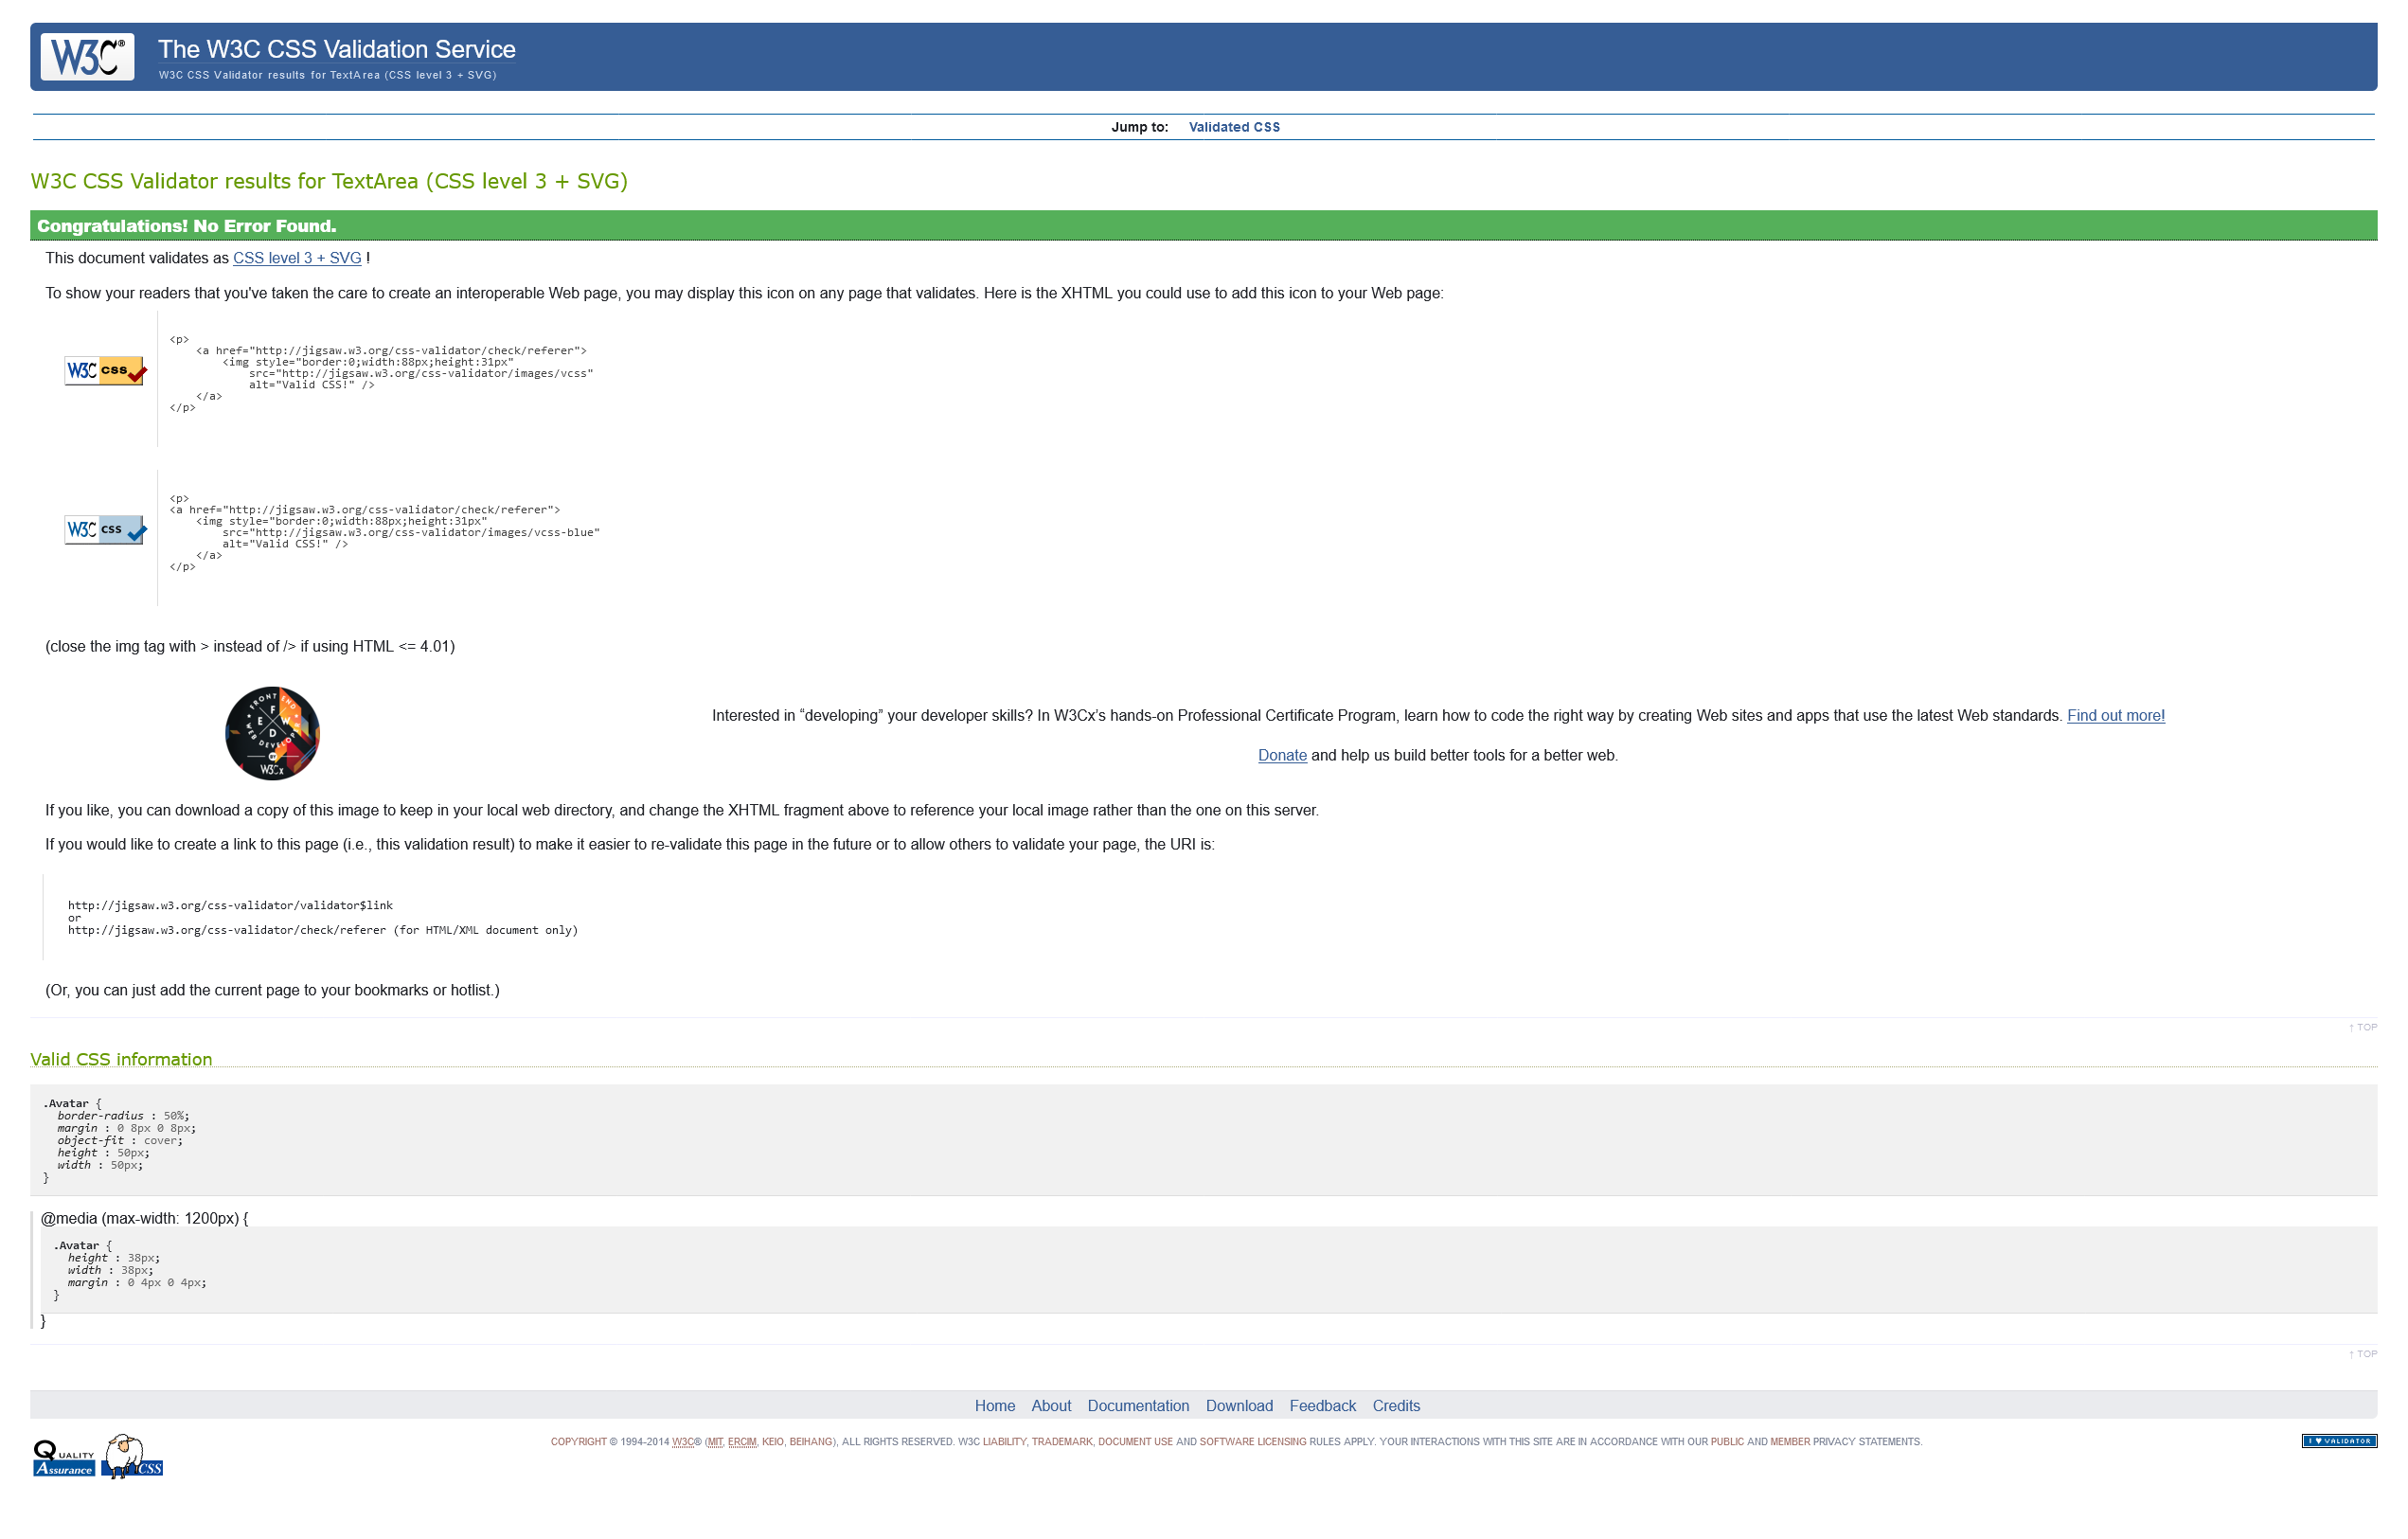 W3C®
The W3C CSS Validation Service
W3C CSS Validator results for TextArea (CSS level 3 + SVG)
Jump to: Validated CSS
W3C CSS Validator results for TextArea (CSS level 3 + SVG)
Congratulations! No Error Found.
This document validates as CSS level 3 + SVG !
To show your readers that you've taken the care to create an interoperable Web page, you may display this icon on any page that validates. Here is the XHTML you could use to add this icon to your Web page:
W3C css
<p>
<a href="http://jigsaw.w3.org/css-validator/check/referer">
<img style="border:0;width:88px;height:31px"
src="http://jigsaw.w3.org/css-validator/images/vcss"
alt="Valid CSS!" />
</a>
</p>
W3C css
<p>
<a href="http://jigsaw.w3.org/css-validator/check/referer">
<img style="border:0;width:88px;height:31px"
src="http://jigsaw.w3.org/css-validator/images/vcss-blue"
alt="Valid CSS!" />
</a>
</p>
(close the img tag with > instead of /> if using HTML <= 4.01)
FRONT END
E F W D
WEB DEVELOPER
BY
W3Cx
Interested in “developing” your developer skills? In W3Cx’s hands-on Professional Certificate Program, learn how to code the right way by creating Web sites and apps that use the latest Web standards. Find out more!
Donate and help us build better tools for a better web.
If you like, you can download a copy of this image to keep in your local web directory, and change the XHTML fragment above to reference your local image rather than the one on this server.
If you would like to create a link to this page (i.e., this validation result) to make it easier to re-validate this page in the future or to allow others to validate your page, the URI is:
http://jigsaw.w3.org/css-validator/validator$link
or
http://jigsaw.w3.org/css-validator/check/referer (for HTML/XML document only)
(Or, you can just add the current page to your bookmarks or hotlist.)
↑ TOP
Valid CSS information
.Avatar {
border-radius : 50%;
margin : 0 8px 0 8px;
object-fit : cover;
height : 50px;
width : 50px;
}
@media (max-width: 1200px) {
.Avatar {
height : 38px;
width : 38px;
margin : 0 4px 0 4px;
}
}
↑ TOP
Home About Documentation Download Feedback Credits
Quality
Assurance
CSS
COPYRIGHT © 1994-2014 W3C® (MIT, ERCIM, KEIO, BEIHANG), ALL RIGHTS RESERVED. W3C LIABILITY, TRADEMARK, DOCUMENT USE AND SOFTWARE LICENSING RULES APPLY. YOUR INTERACTIONS WITH THIS SITE ARE IN ACCORDANCE WITH OUR PUBLIC AND MEMBER PRIVACY STATEMENTS.
I ♥ VALIDATOR